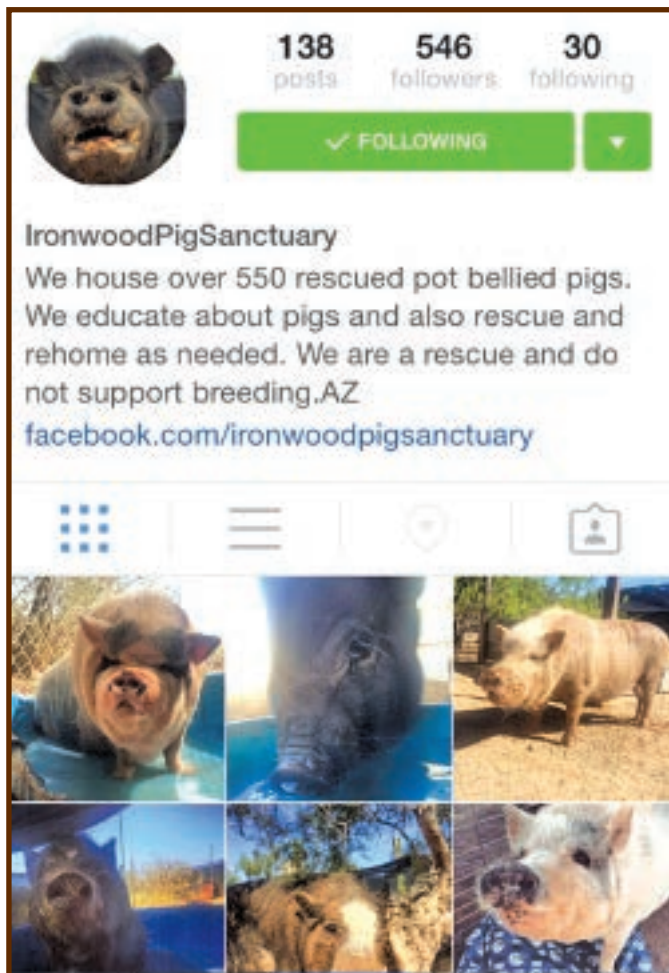 138 546 30
posts followers following
✓ FOLLOWING
IronwoodPigSanctuary
We house over 550 rescued pot bellied pigs.
We educate about pigs and also rescue and
rehome as needed. We are a rescue and do
not support breeding.AZ
facebook.com/ironwoodpigsanctuary